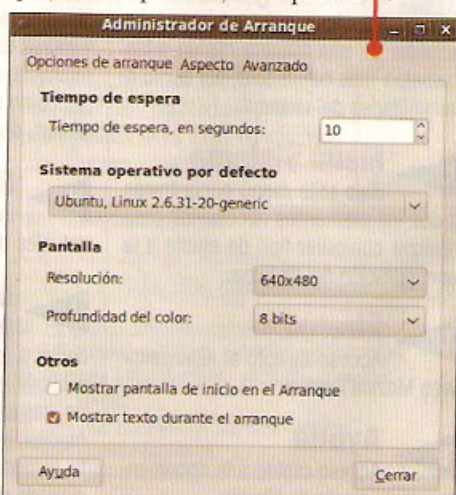 Administrador de Arranque
Opciones de arranque Aspecto Avanzado
Tiempo de espera
Tiempo de espera, en segundos: 10
Sistema operativo por defecto
Ubuntu, Linux 2.6.31-20-generic
Pantalla
Resolución: 640x480
Profundidad del color: 8 bits
Otros
Mostrar pantalla de inicio en el Arranque
Mostrar texto durante el arranque
Ayuda Cerrar